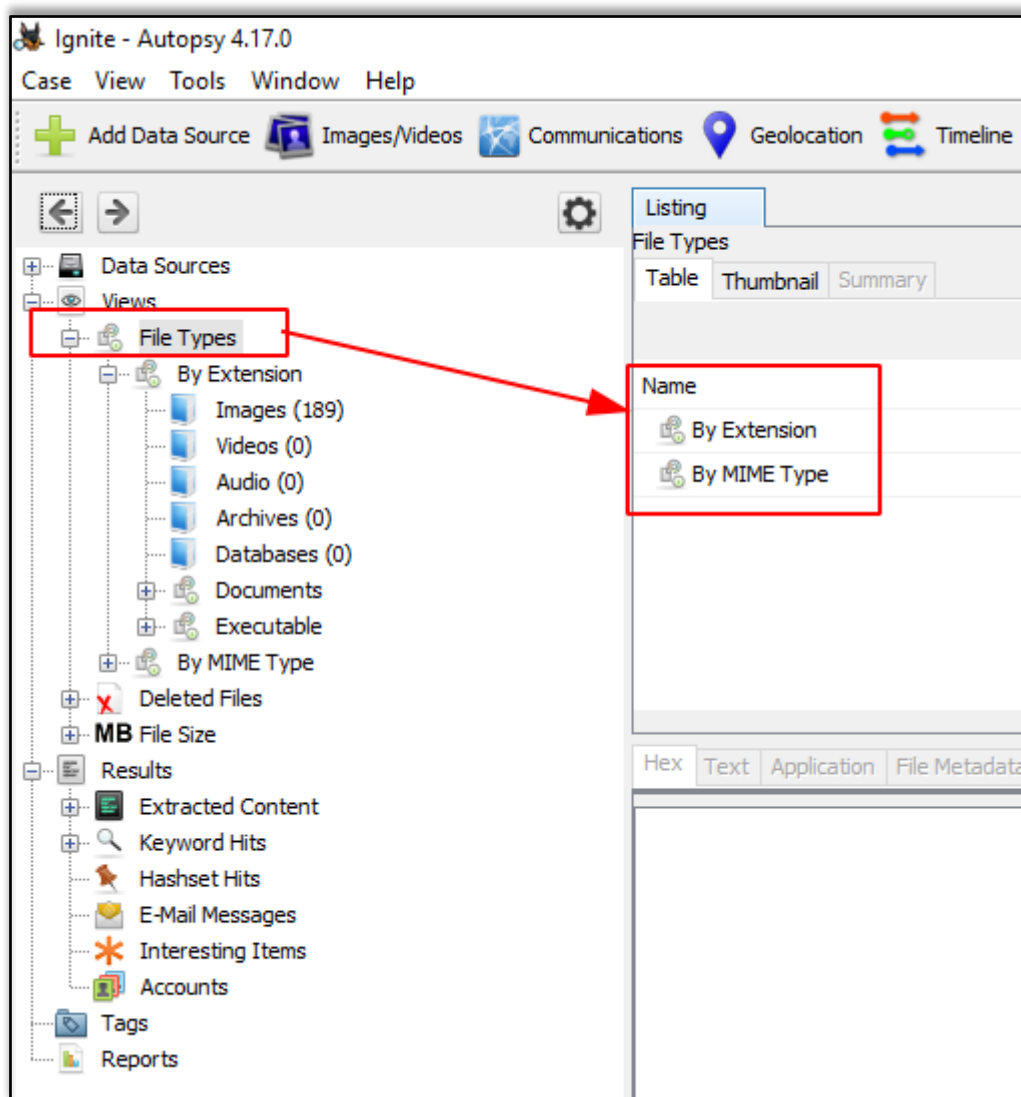 Ignite - Autopsy 4.17.0
Case View Tools Window Help
Add Data Source Images/Videos Communications Geolocation Timeline
Data Sources
Views
File Types
By Extension
Images (189)
Videos (0)
Audio (0)
Archives (0)
Databases (0)
Documents
Executable
By MIME Type
Deleted Files
MB File Size
Results
Extracted Content
Keyword Hits
Hashset Hits
E-Mail Messages
Interesting Items
Accounts
Tags
Reports
Listing
File Types
Table Thumbnail Summary
Name
By Extension
By MIME Type
Hex Text Application File Metadata